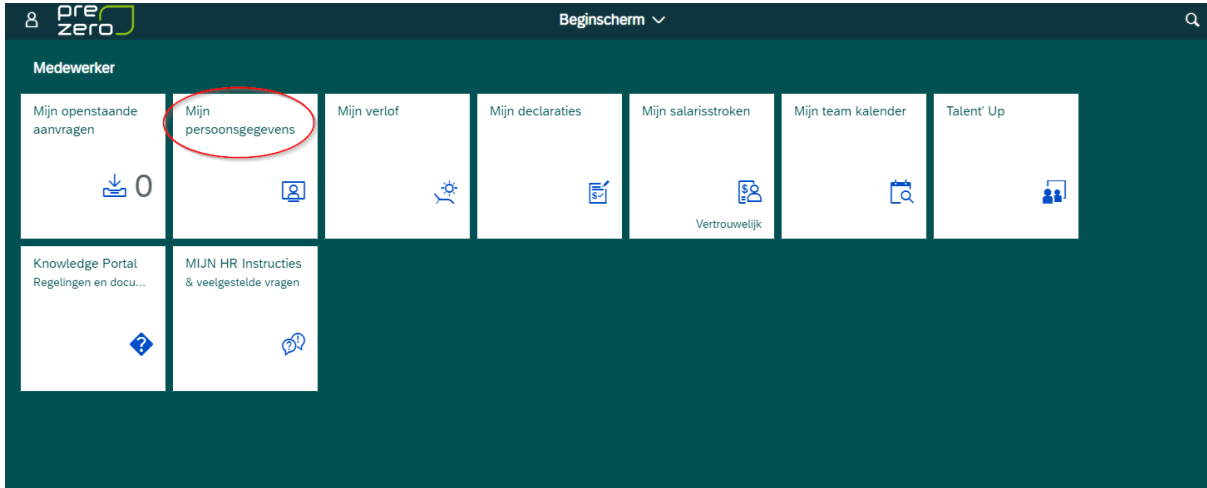 pre
zero
Beginscherm
Medewerker
Mijn openstaande
aanvragen
0
Mijn
persoonsgegevens
Mijn verlof
Mijn declaraties
Mijn salarisstroken
Vertrouwelijk
Mijn team kalender
Talent' Up
Knowledge Portal
Regelingen en docu...
MIJN HR Instructies
& veelgestelde vragen